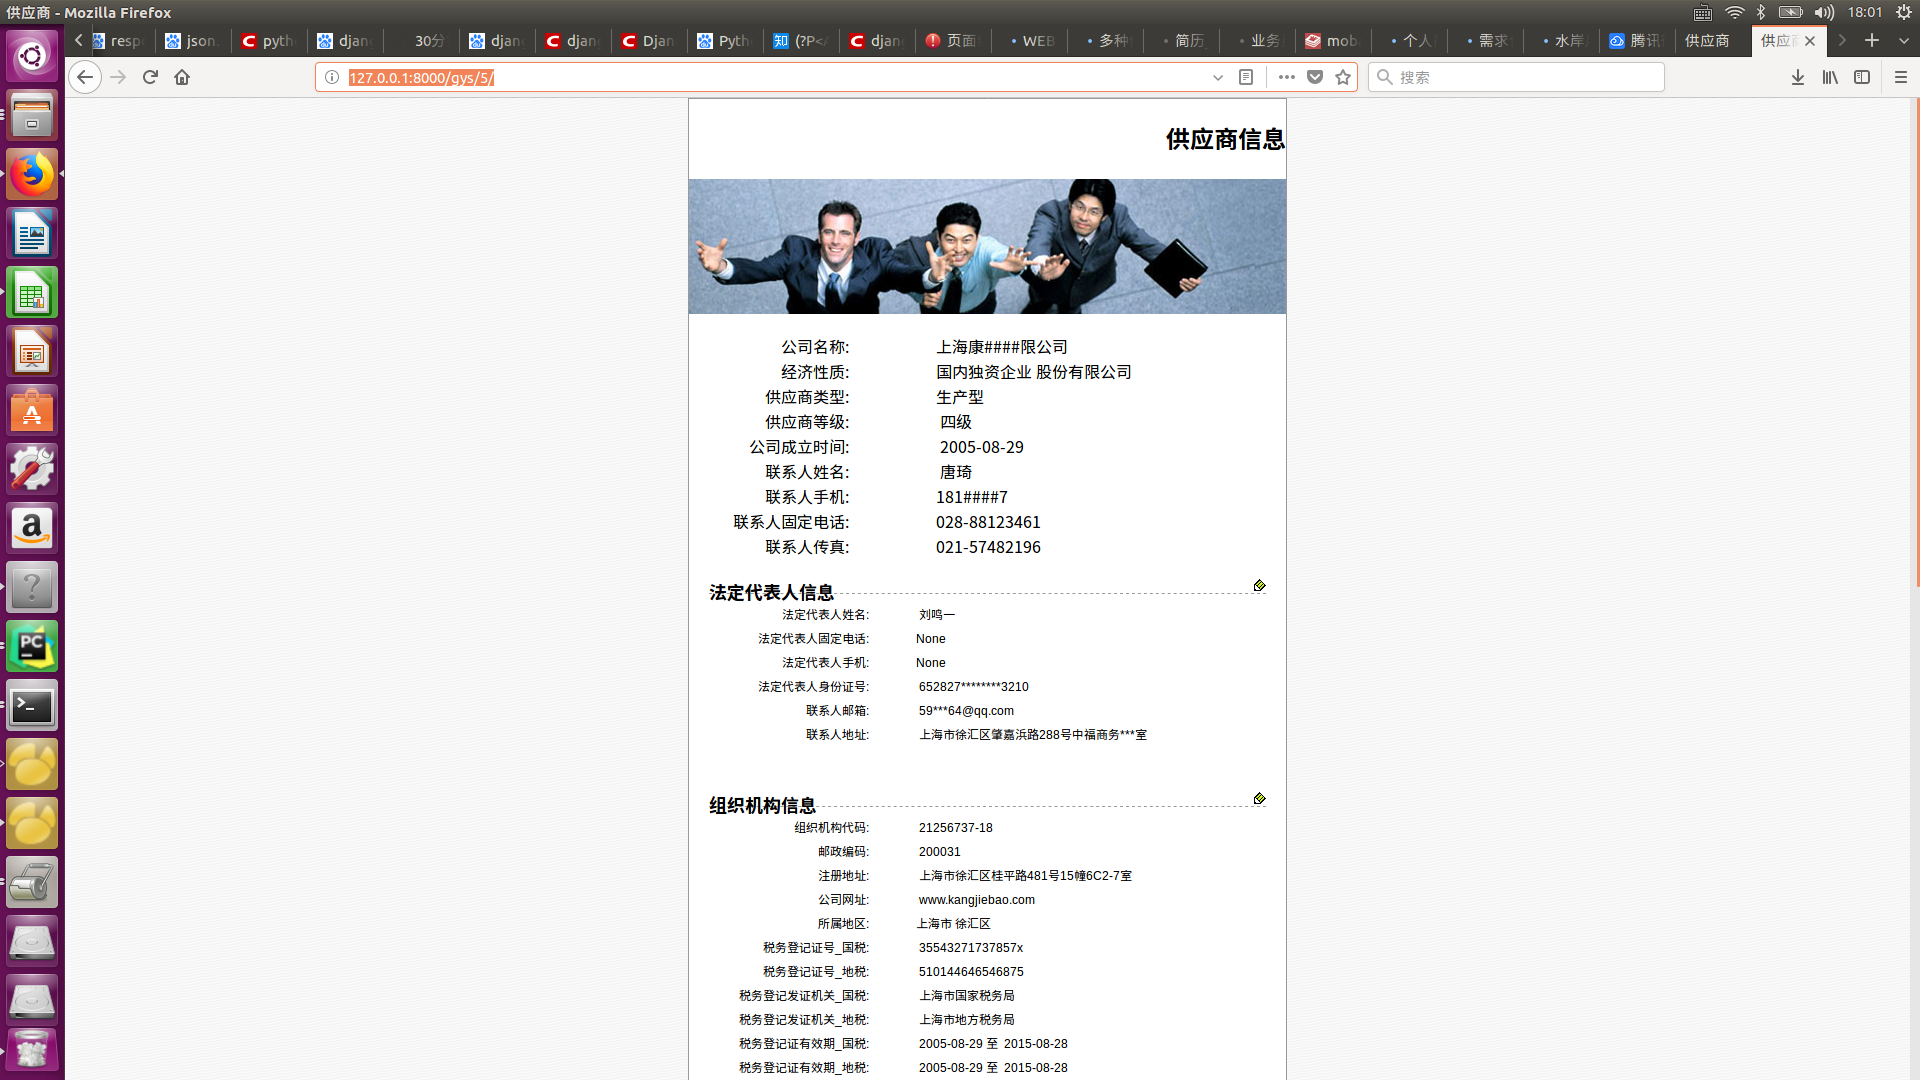 供应商 - Mozilla Firefox
18:01
resp
json.
pyth
djan
30分
djan
djan
Djan
Pyth
(?P<
djan
页面
WEB
多种
简历
业务
mob
个人
需求
水岸
腾讯
供应商
供应
127.0.0.1:8000/gys/5/
搜索
供应商信息
公司名称: 上海康####限公司
经济性质: 国内独资企业 股份有限公司
供应商类型: 生产型
供应商等级: 四级
公司成立时间: 2005-08-29
联系人姓名: 唐琦
联系人手机: 181####7
联系人固定电话: 028-88123461
联系人传真: 021-57482196
法定代表人信息
法定代表人姓名: 刘鸣一
法定代表人固定电话: None
法定代表人手机: None
法定代表人身份证号: 652827********3210
联系人邮箱: 59***64@qq.com
联系人地址: 上海市徐汇区肇嘉浜路288号中福商务***室
组织机构信息
组织机构代码: 21256737-18
邮政编码: 200031
注册地址: 上海市徐汇区桂平路481号15幢6C2-7室
公司网址: www.kangjiebao.com
所属地区: 上海市 徐汇区
税务登记证号_国税: 35543271737857x
税务登记证号_地税: 510144646546875
税务登记发证机关_国税: 上海市国家税务局
税务登记发证机关_地税: 上海市地方税务局
税务登记证有效期_国税: 2005-08-29 至 2015-08-28
税务登记证有效期_地税: 2005-08-29 至 2015-08-28